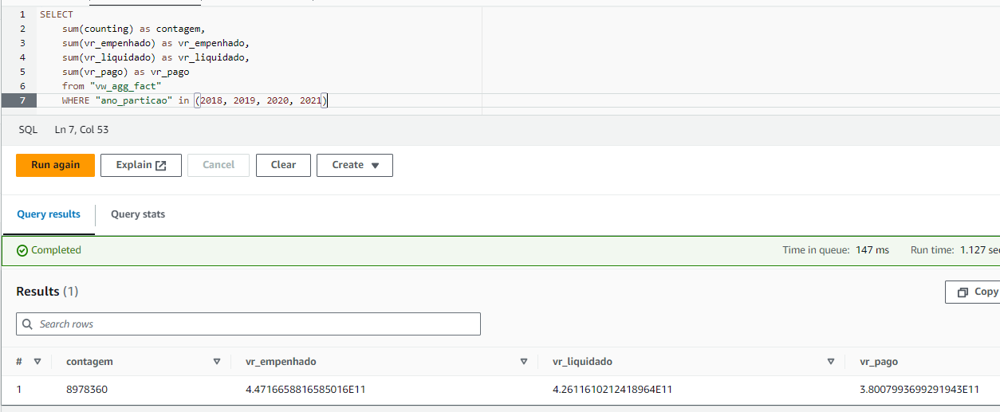 1 SELECT
2 sum(counting) as contagem,
3 sum(vr_empenhado) as vr_empenhado,
4 sum(vr_liquidado) as vr_liquidado,
5 sum(vr_pago) as vr_pago
6 from "vw_agg_fact"
7 WHERE "ano_particao" in (2018, 2019, 2020, 2021)
SQL Ln 7, Col 53
Run again Explain Cancel Clear Create
Query results Query stats
Completed Time in queue: 147 ms Run time: 1.127 sec
Results (1) Copy
Search rows
# contagem vr_empenhado vr_liquidado vr_pago
1 8978360 4.4716658816585016E11 4.2611610212418964E11 3.8007993699291943E11